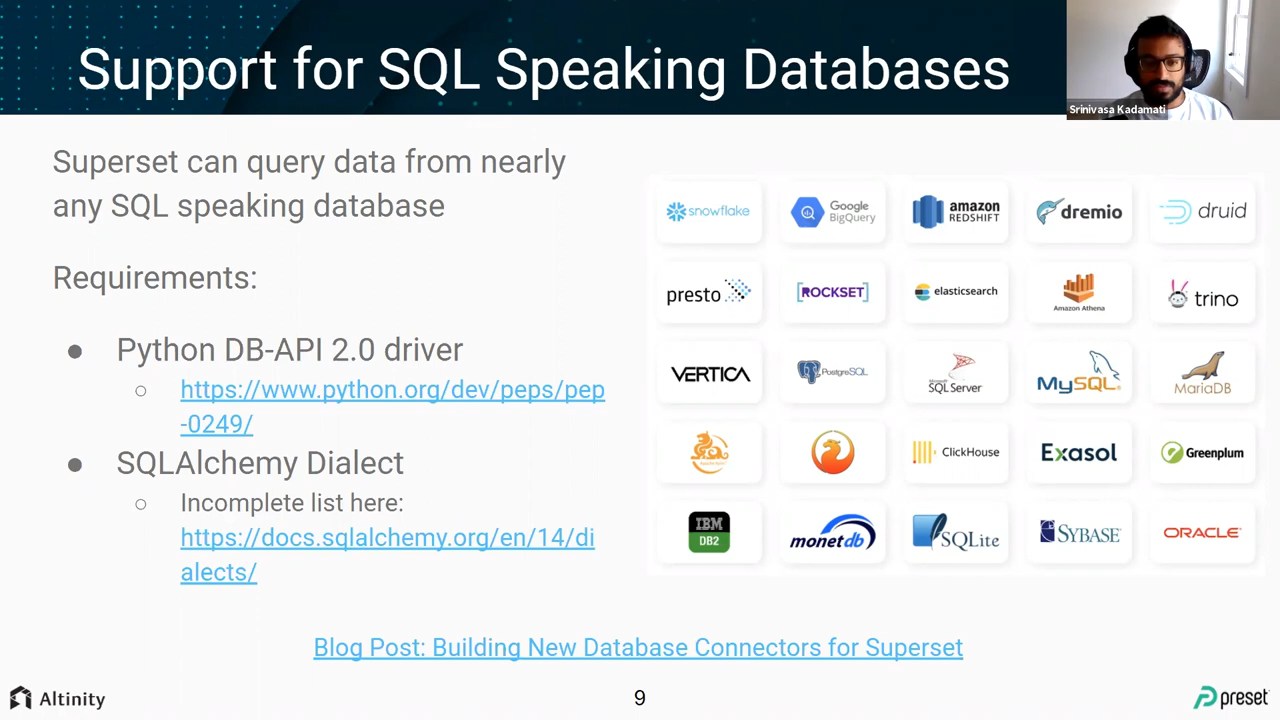 Support for SQL Speaking Databases
Srinivasa Kadamati
Superset can query data from nearly
any SQL speaking database
Requirements:
● Python DB-API 2.0 driver
○ https://www.python.org/dev/peps/pep
-0249/
● SQLAlchemy Dialect
○ Incomplete list here:
https://docs.sqlalchemy.org/en/14/di
alects/
snowflake
Google
BigQuery
amazon
REDSHIFT
dremio
druid
presto
[ROCKSET]
elasticsearch
Amazon Athena
trino
VERTICA
PostgreSQL
Microsoft
SQL Server
MySQL
MariaDB
ClickHouse
Exasol
Greenplum
IBM
DB2
monetdb
SQLite
SYBASE
ORACLE
Blog Post: Building New Database Connectors for Superset
Altinity
9
preset